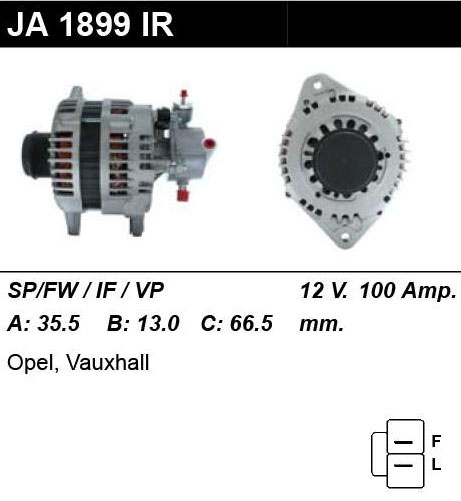 JA 1899 IR
SP/FW / IF / VP 12 V. 100 Amp.
A: 35.5 B: 13.0 C: 66.5 mm.
Opel, Vauxhall
F
L